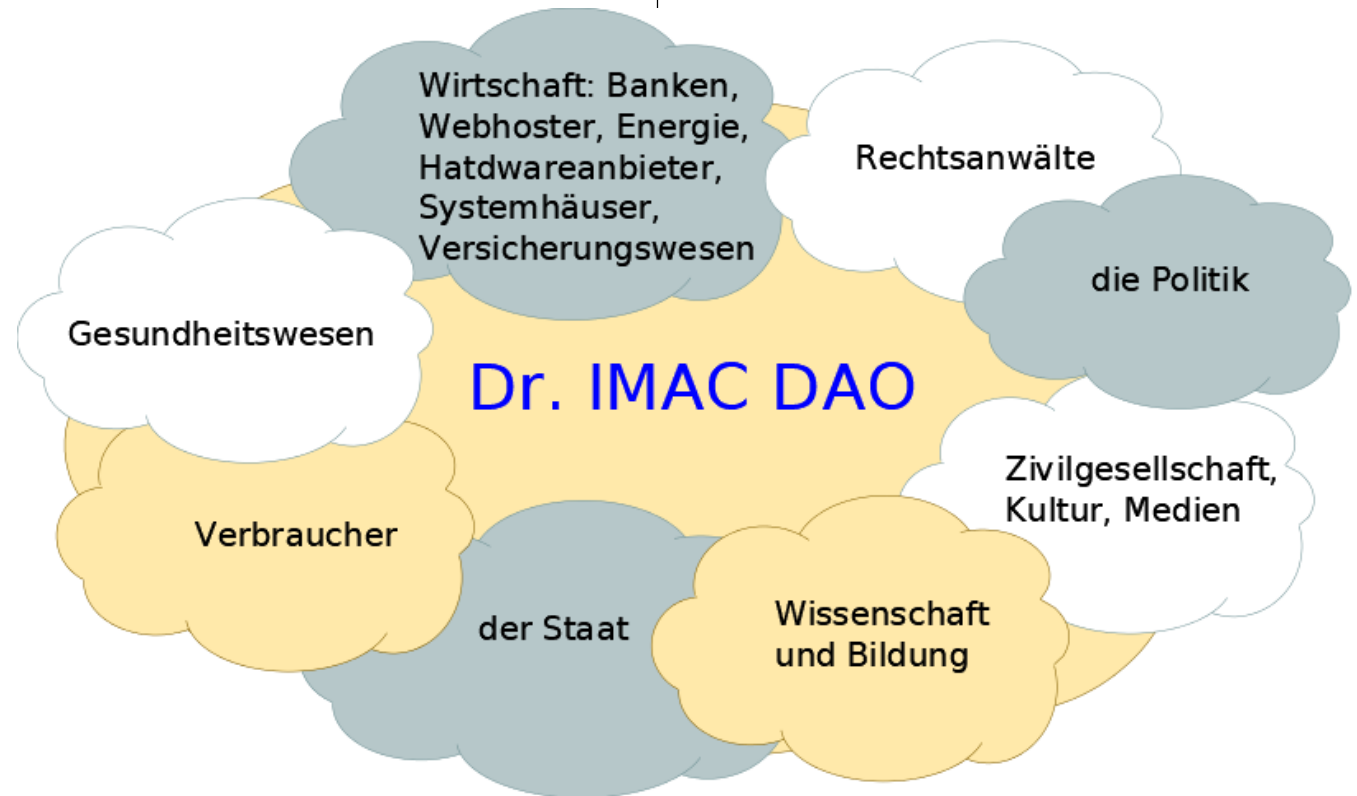 Wirtschaft: Banken,
Webhoster, Energie,
Hatdwareanbieter,
Systemhäuser,
Versicherungswesen
Rechtsanwälte
die Politik
Gesundheitswesen
Dr. IMAC DAO
Zivilgesellschaft,
Kultur, Medien
Verbraucher
der Staat
Wissenschaft
und Bildung